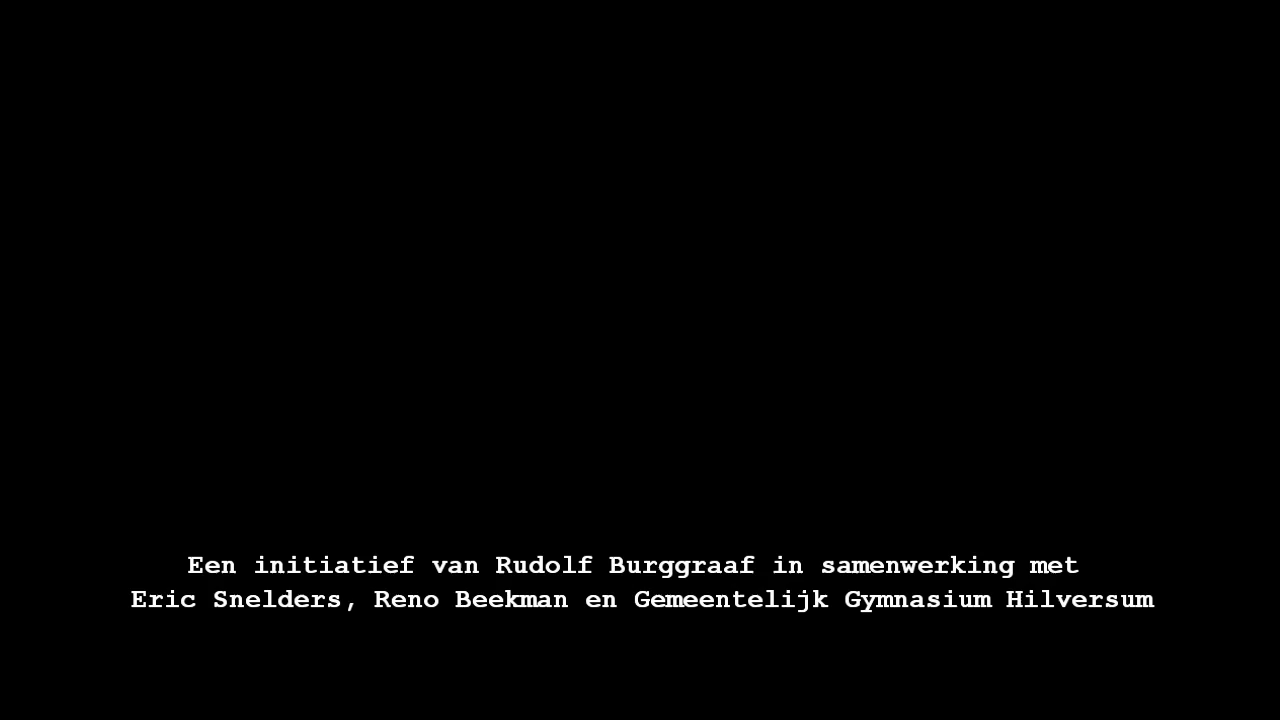 Een initiatief van Rudolf Burggraaf in samenwerking met
Eric Snelders, Reno Beekman en Gemeentelijk Gymnasium Hilversum